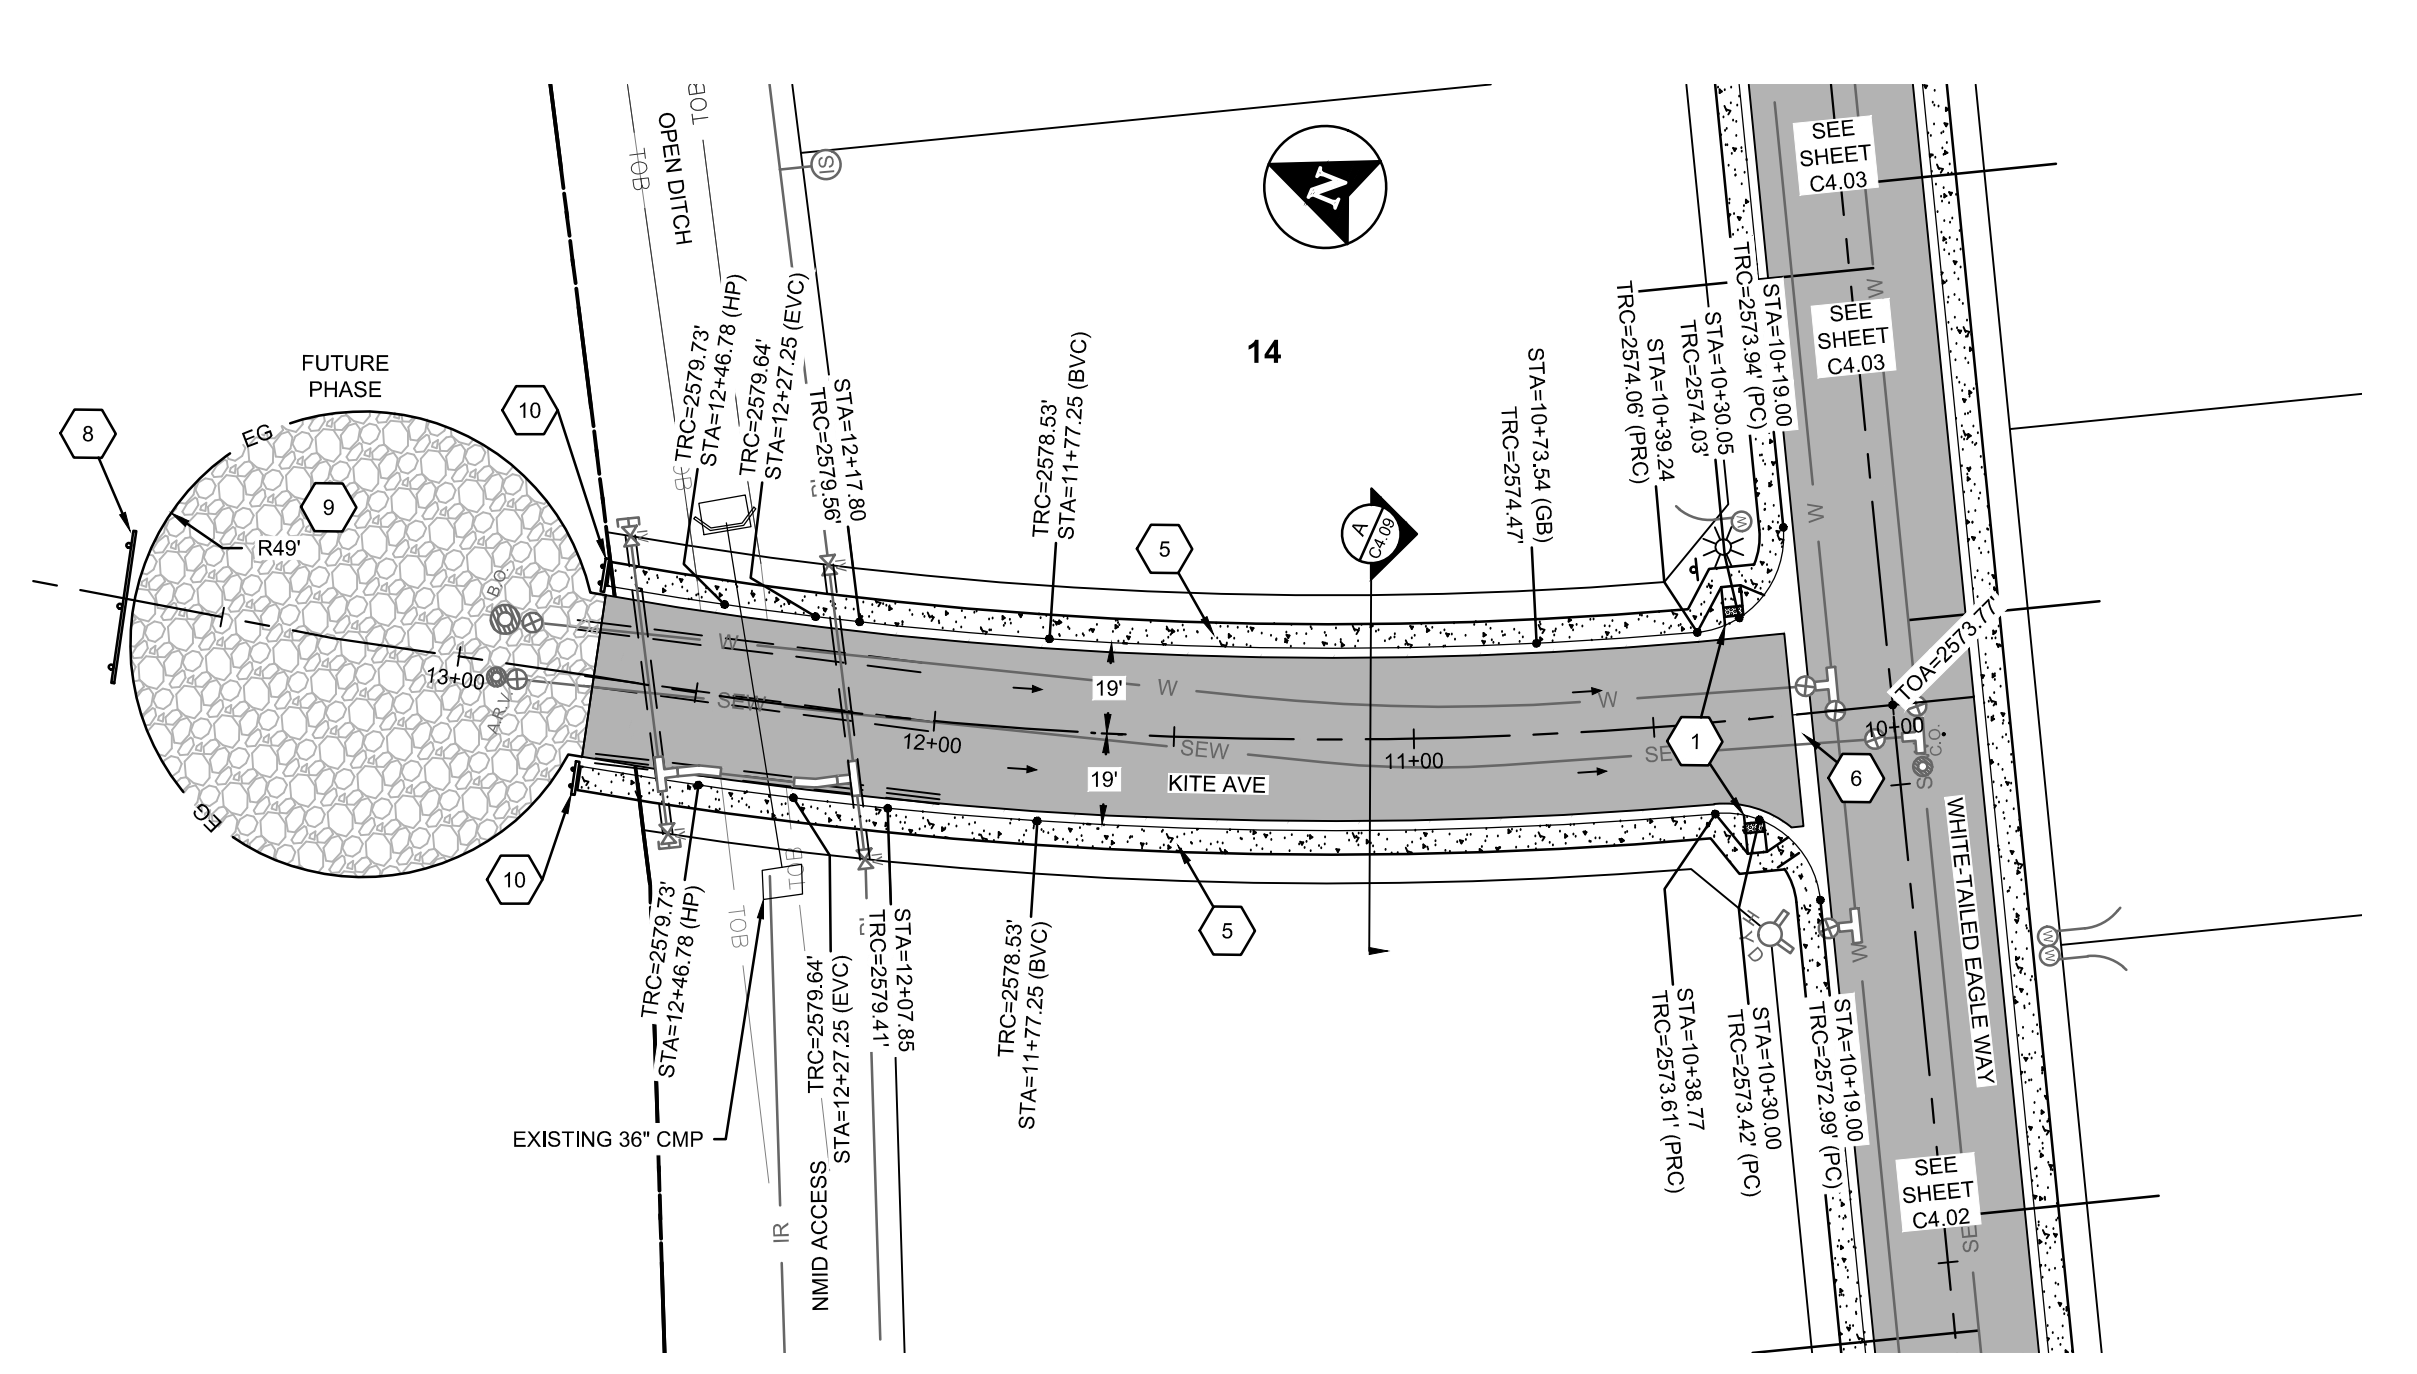 SEE
SHEET
C4.03
TOB
TOB
OPEN DITCH
IS
N
SEE
SHEET
C4.03
W
14
FUTURE
PHASE
TRC=2579.73'
STA=12+46.78 (HP)
TRC=2579.64'
STA=12+27.25 (EVC)
STA=12+17.80
TRC=2579.56'
TRC=2578.53'
STA=11+77.25 (BVC)
STA=10+73.54 (GB)
TRC=2574.47'
STA=10+39.24
TRC=2574.06' (PRC)
STA=10+30.05
TRC=2574.03'
STA=10+19.00
TRC=2573.94' (PC)
8
10
EG
9
R49'
A
C4.09
5
W
W
B.O.
13+00
A.R.V.
W
SEW
19'
W
W
TOA=2573.77'
12+00
SEW
11+00
SE
1
10+00
C.O.
19'
KITE AVE
6
EG
10
TOB
TOB
5
HYD
W
W
W
WHITE-TAILED EAGLE WAY
TRC=2579.73'
STA=12+46.78 (HP)
TRC=2579.64'
STA=12+27.25 (EVC)
STA=12+07.85
TRC=2579.41'
TRC=2578.53'
STA=11+77.25 (BVC)
STA=10+38.77
TRC=2573.61' (PRC)
STA=10+30.00
TRC=2573.42' (PC)
STA=10+19.00
TRC=2572.99' (PC)
EXISTING 36" CMP
IR
NMID ACCESS
SEE
SHEET
C4.02